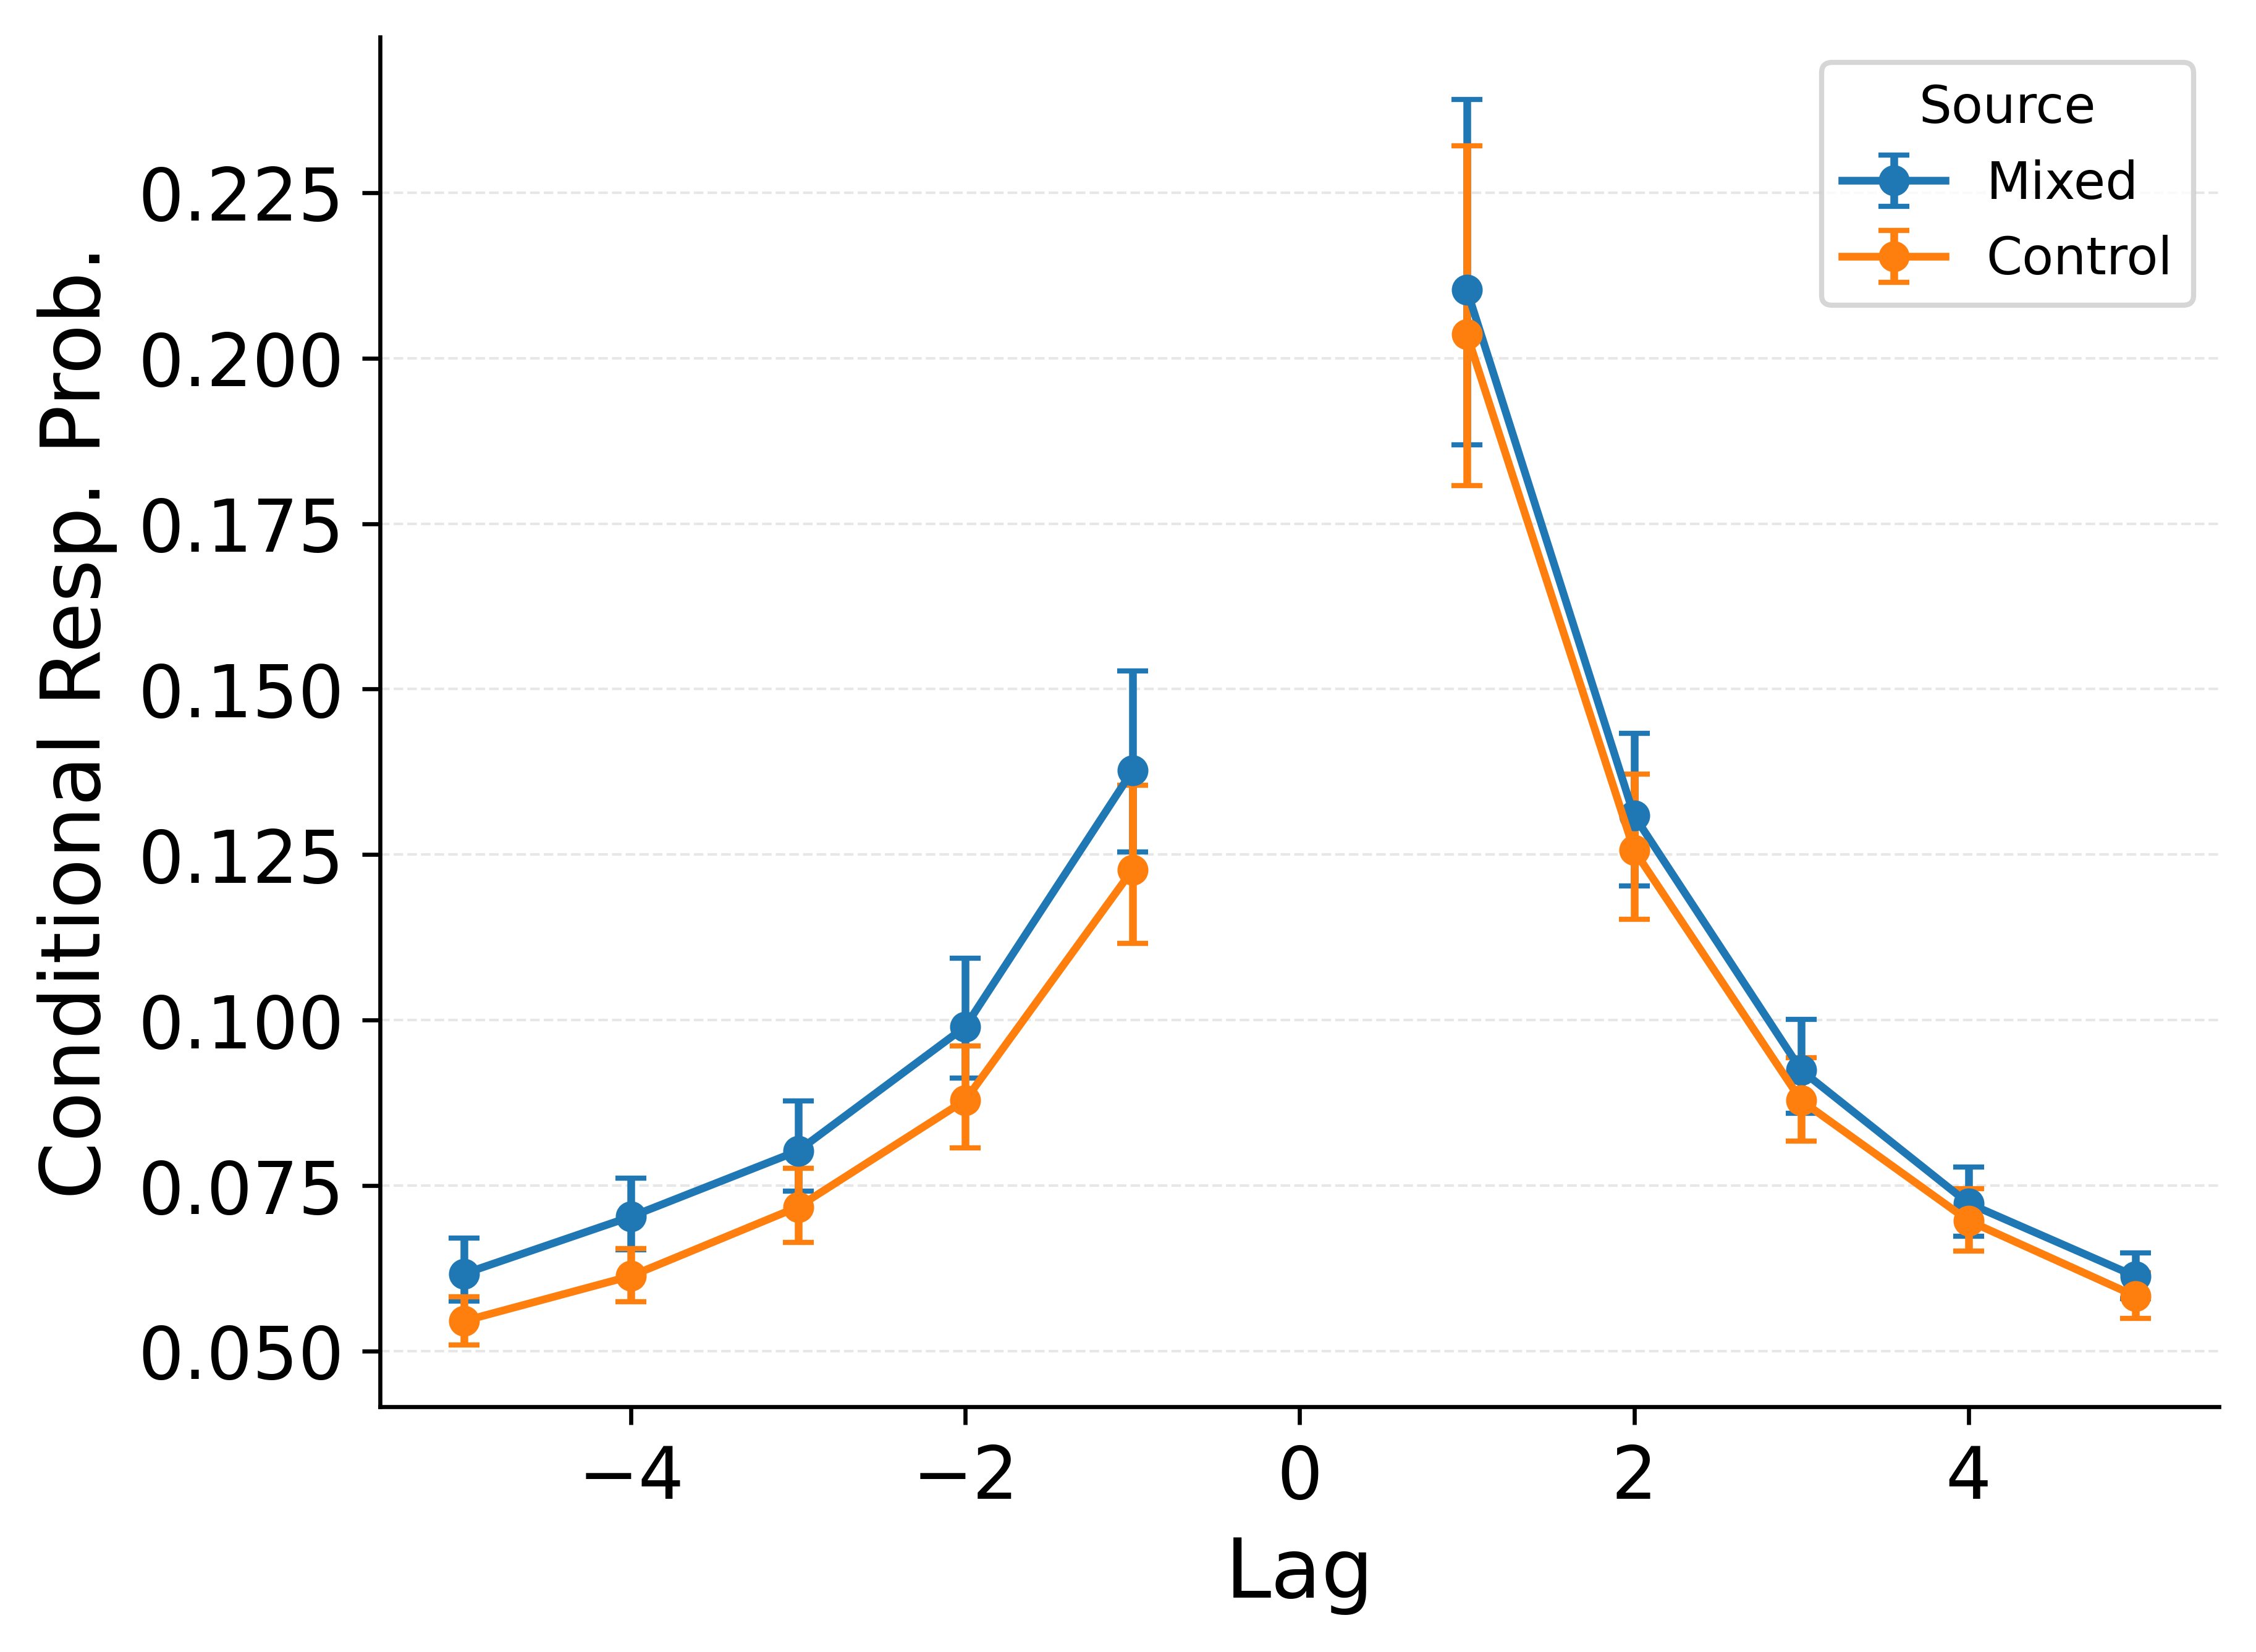 Source
Mixed
Control
Conditional Resp. Prob.
0.225
0.200
0.175
0.150
0.125
0.100
0.075
0.050
−4 −2 0 2 4
Lag